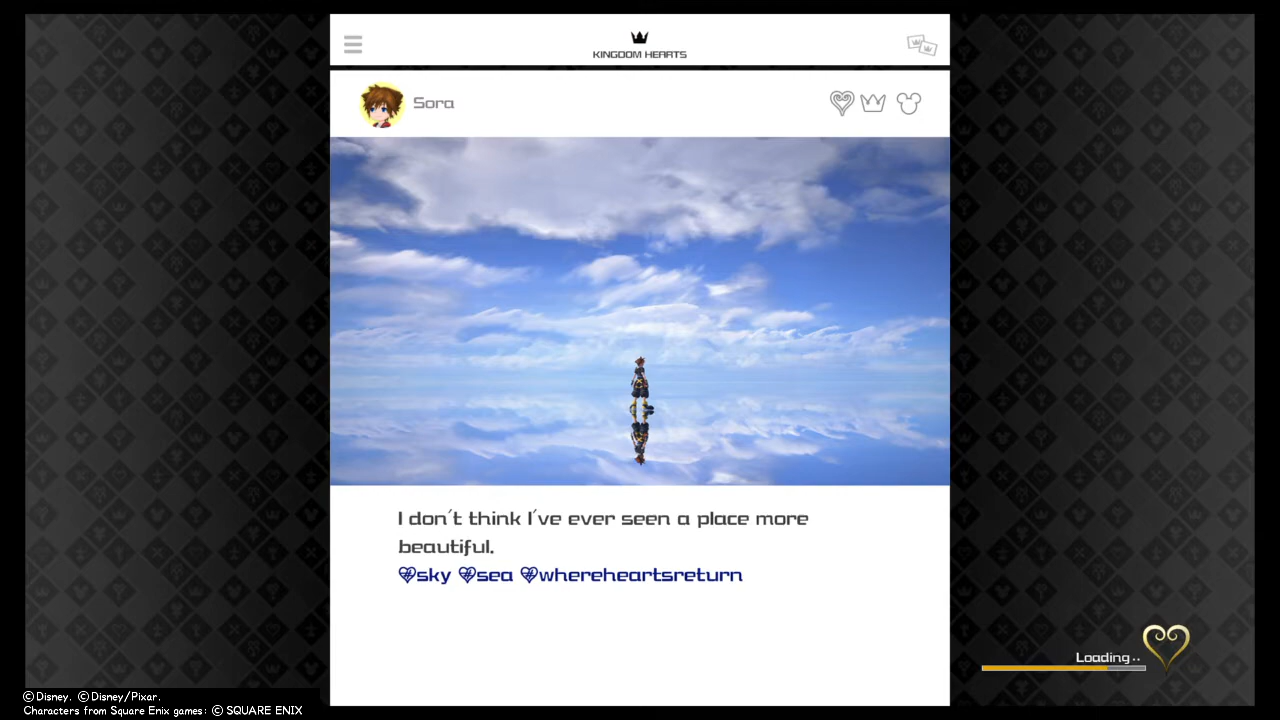 KINGDOM HEARTS
Sora
I don't think I've ever seen a place more
beautiful.
#sky #sea #whereheartsreturn
Loading..
©Disney. ©Disney/Pixar.
Characters from Square Enix games: © SQUARE ENIX